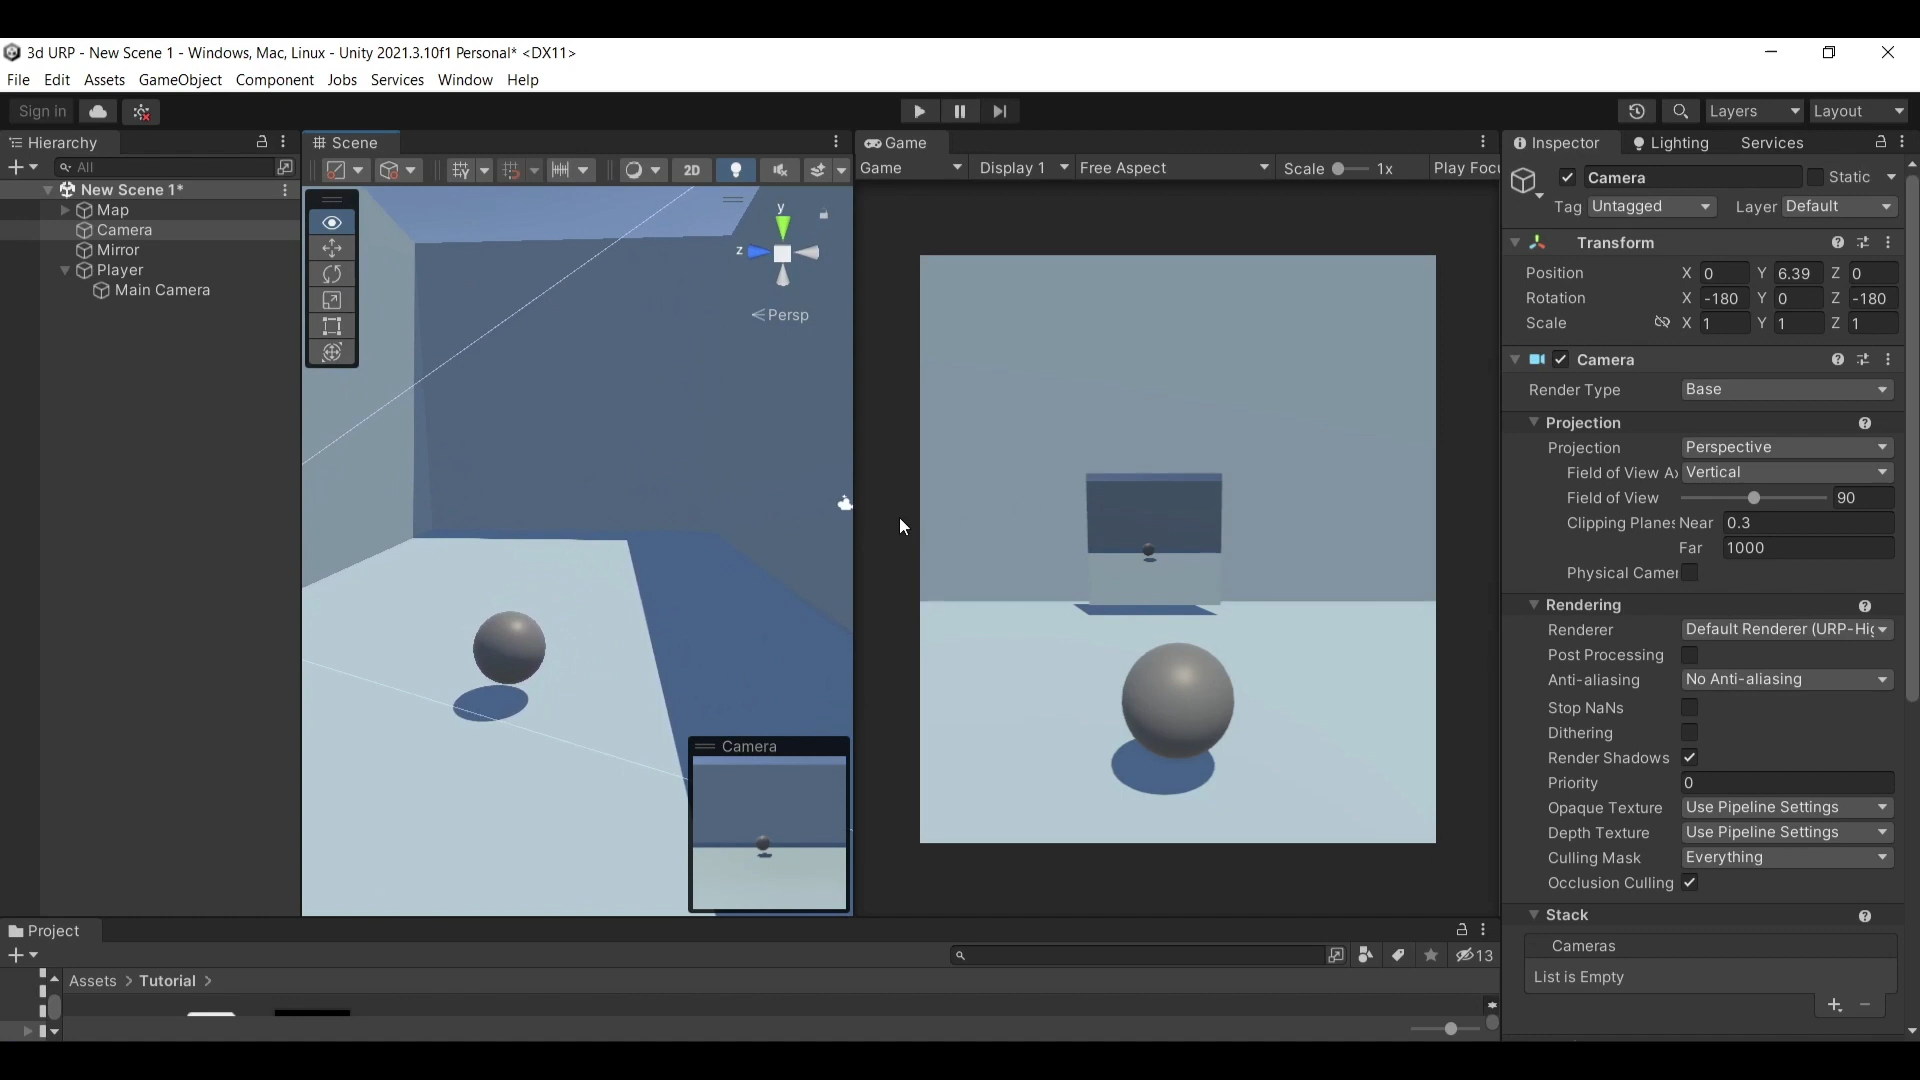 3d URP - New Scene 1 - Windows, Mac, Linux - Unity 2021.3.10f1 Personal* <DX11>
File Edit Assets GameObject Component Jobs Services Window Help
Sign in
Layers
Layout
Hierarchy
All
New Scene 1*
Map
Camera
Mirror
Player
Main Camera
Scene
2D
y
z
Persp
Camera
Game
Game Display 1 Free Aspect Scale 1x Play Foc
Inspector Lighting Services
Camera Static
Tag Untagged Layer Default
Transform
Position X 0 Y 6.39 Z 0
Rotation X -180 Y 0 Z -180
Scale X 1 Y 1 Z 1
Camera
Render Type Base
Projection
Projection Perspective
Field of View A Vertical
Field of View 90
Clipping Planes Near 0.3
Far 1000
Physical Camer
Rendering
Renderer Default Renderer (URP-Hig
Post Processing
Anti-aliasing No Anti-aliasing
Stop NaNs
Dithering
Render Shadows
Priority 0
Opaque Texture Use Pipeline Settings
Depth Texture Use Pipeline Settings
Culling Mask Everything
Occlusion Culling
Stack
Cameras
List is Empty
Project
13
Assets > Tutorial >